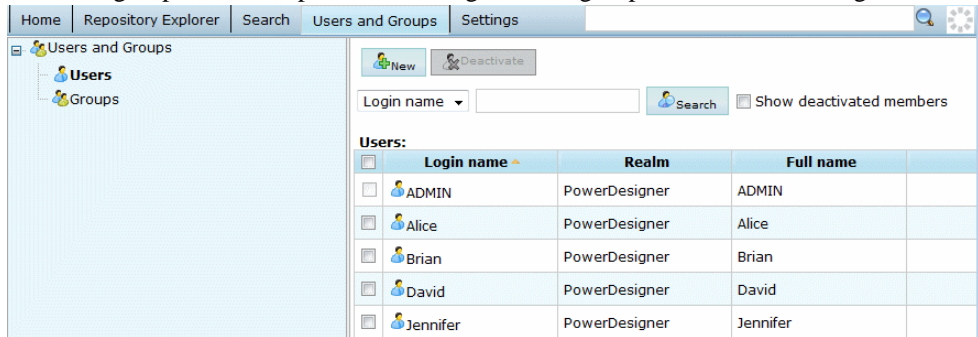 Home Repository Explorer Search Users and Groups Settings
Users and Groups
Users
Groups
New Deactivate
Login name Search Show deactivated members
Users:
Login name Realm Full name
ADMIN PowerDesigner ADMIN
Alice PowerDesigner Alice
Brian PowerDesigner Brian
David PowerDesigner David
Jennifer PowerDesigner Jennifer